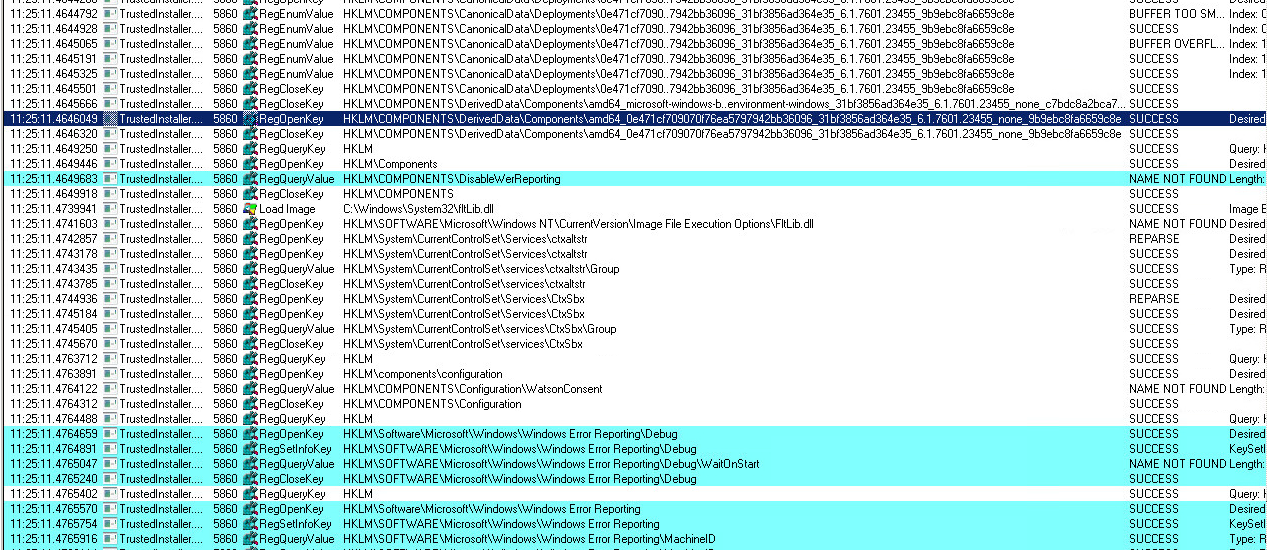 11:25:11.4644792 TrustedInstaller.... 5860 RegEnumValue HKLM\COMPONENTS\CanonicalData\Deployments\0e471cf7090..7942bb36096_31bf3856ad364e35_6.1.7601.23455_9b9ebc8fa6659c8e BUFFER TOO SM... Index: 0
11:25:11.4644928 TrustedInstaller.... 5860 RegEnumValue HKLM\COMPONENTS\CanonicalData\Deployments\0e471cf7090..7942bb36096_31bf3856ad364e35_6.1.7601.23455_9b9ebc8fa6659c8e SUCCESS Index: 0
11:25:11.4645065 TrustedInstaller.... 5860 RegEnumValue HKLM\COMPONENTS\CanonicalData\Deployments\0e471cf7090..7942bb36096_31bf3856ad364e35_6.1.7601.23455_9b9ebc8fa6659c8e BUFFER OVERFL... Index: 1
11:25:11.4645191 TrustedInstaller.... 5860 RegEnumValue HKLM\COMPONENTS\CanonicalData\Deployments\0e471cf7090..7942bb36096_31bf3856ad364e35_6.1.7601.23455_9b9ebc8fa6659c8e SUCCESS Index: 1
11:25:11.4645325 TrustedInstaller.... 5860 RegEnumValue HKLM\COMPONENTS\CanonicalData\Deployments\0e471cf7090..7942bb36096_31bf3856ad364e35_6.1.7601.23455_9b9ebc8fa6659c8e SUCCESS Index: 1
11:25:11.4645501 TrustedInstaller.... 5860 RegCloseKey HKLM\COMPONENTS\CanonicalData\Deployments\0e471cf7090..7942bb36096_31bf3856ad364e35_6.1.7601.23455_9b9ebc8fa6659c8e SUCCESS
11:25:11.4645666 TrustedInstaller.... 5860 RegCloseKey HKLM\COMPONENTS\DerivedData\Components\amd64_microsoft-windows-b..environment-windows_31bf3856ad364e35_6.1.7601.23455_none_c7bdc8a2bca7... SUCCESS
11:25:11.4646049 TrustedInstaller.... 5860 RegOpenKey HKLM\COMPONENTS\DerivedData\Components\amd64_0e471cf709070f76ea5797942bb36096_31bf3856ad364e35_6.1.7601.23455_none_9b9ebc8fa6659c8e SUCCESS Desired
11:25:11.4646320 TrustedInstaller.... 5860 RegCloseKey HKLM\COMPONENTS\DerivedData\Components\amd64_0e471cf709070f76ea5797942bb36096_31bf3856ad364e35_6.1.7601.23455_none_9b9ebc8fa6659c8e SUCCESS
11:25:11.4649250 TrustedInstaller.... 5860 RegQueryKey HKLM SUCCESS Query: H
11:25:11.4649446 TrustedInstaller.... 5860 RegOpenKey HKLM\Components SUCCESS Desired
11:25:11.4649683 TrustedInstaller.... 5860 RegQueryValue HKLM\COMPONENTS\DisableWerReporting NAME NOT FOUND Length:
11:25:11.4649918 TrustedInstaller.... 5860 RegCloseKey HKLM\COMPONENTS SUCCESS
11:25:11.4739941 TrustedInstaller.... 5860 Load Image C:\Windows\System32\fltLib.dll SUCCESS Image B
11:25:11.4741603 TrustedInstaller.... 5860 RegOpenKey HKLM\SOFTWARE\Microsoft\Windows NT\CurrentVersion\Image File Execution Options\FltLib.dll NAME NOT FOUND Desired
11:25:11.4742857 TrustedInstaller.... 5860 RegOpenKey HKLM\System\CurrentControlSet\Services\ctxaltstr REPARSE Desired
11:25:11.4743178 TrustedInstaller.... 5860 RegOpenKey HKLM\System\CurrentControlSet\Services\ctxaltstr SUCCESS Desired
11:25:11.4743435 TrustedInstaller.... 5860 RegQueryValue HKLM\System\CurrentControlSet\services\ctxaltstr\Group SUCCESS Type: R
11:25:11.4743785 TrustedInstaller.... 5860 RegCloseKey HKLM\System\CurrentControlSet\services\ctxaltstr SUCCESS
11:25:11.4744936 TrustedInstaller.... 5860 RegOpenKey HKLM\System\CurrentControlSet\Services\CtxSbx REPARSE Desired
11:25:11.4745184 TrustedInstaller.... 5860 RegOpenKey HKLM\System\CurrentControlSet\Services\CtxSbx SUCCESS Desired
11:25:11.4745405 TrustedInstaller.... 5860 RegQueryValue HKLM\System\CurrentControlSet\services\CtxSbx\Group SUCCESS Type: R
11:25:11.4745670 TrustedInstaller.... 5860 RegCloseKey HKLM\System\CurrentControlSet\services\CtxSbx SUCCESS
11:25:11.4763712 TrustedInstaller.... 5860 RegQueryKey HKLM SUCCESS Query: H
11:25:11.4763891 TrustedInstaller.... 5860 RegOpenKey HKLM\components\configuration SUCCESS Desired
11:25:11.4764122 TrustedInstaller.... 5860 RegQueryValue HKLM\COMPONENTS\Configuration\WatsonConsent NAME NOT FOUND Length:
11:25:11.4764312 TrustedInstaller.... 5860 RegCloseKey HKLM\COMPONENTS\Configuration SUCCESS
11:25:11.4764488 TrustedInstaller.... 5860 RegQueryKey HKLM SUCCESS Query: H
11:25:11.4764659 TrustedInstaller.... 5860 RegOpenKey HKLM\Software\Microsoft\Windows\Windows Error Reporting\Debug SUCCESS Desired
11:25:11.4764891 TrustedInstaller.... 5860 RegSetInfoKey HKLM\SOFTWARE\Microsoft\Windows\Windows Error Reporting\Debug SUCCESS KeySetI
11:25:11.4765047 TrustedInstaller.... 5860 RegQueryValue HKLM\SOFTWARE\Microsoft\Windows\Windows Error Reporting\Debug\WaitOnStart NAME NOT FOUND Length:
11:25:11.4765240 TrustedInstaller.... 5860 RegCloseKey HKLM\SOFTWARE\Microsoft\Windows\Windows Error Reporting\Debug SUCCESS
11:25:11.4765402 TrustedInstaller.... 5860 RegQueryKey HKLM SUCCESS Query: H
11:25:11.4765570 TrustedInstaller.... 5860 RegOpenKey HKLM\Software\Microsoft\Windows\Windows Error Reporting SUCCESS Desired
11:25:11.4765754 TrustedInstaller.... 5860 RegSetInfoKey HKLM\SOFTWARE\Microsoft\Windows\Windows Error Reporting SUCCESS KeySetI
11:25:11.4765916 TrustedInstaller.... 5860 RegQueryValue HKLM\SOFTWARE\Microsoft\Windows\Windows Error Reporting\MachineID SUCCESS Type: R